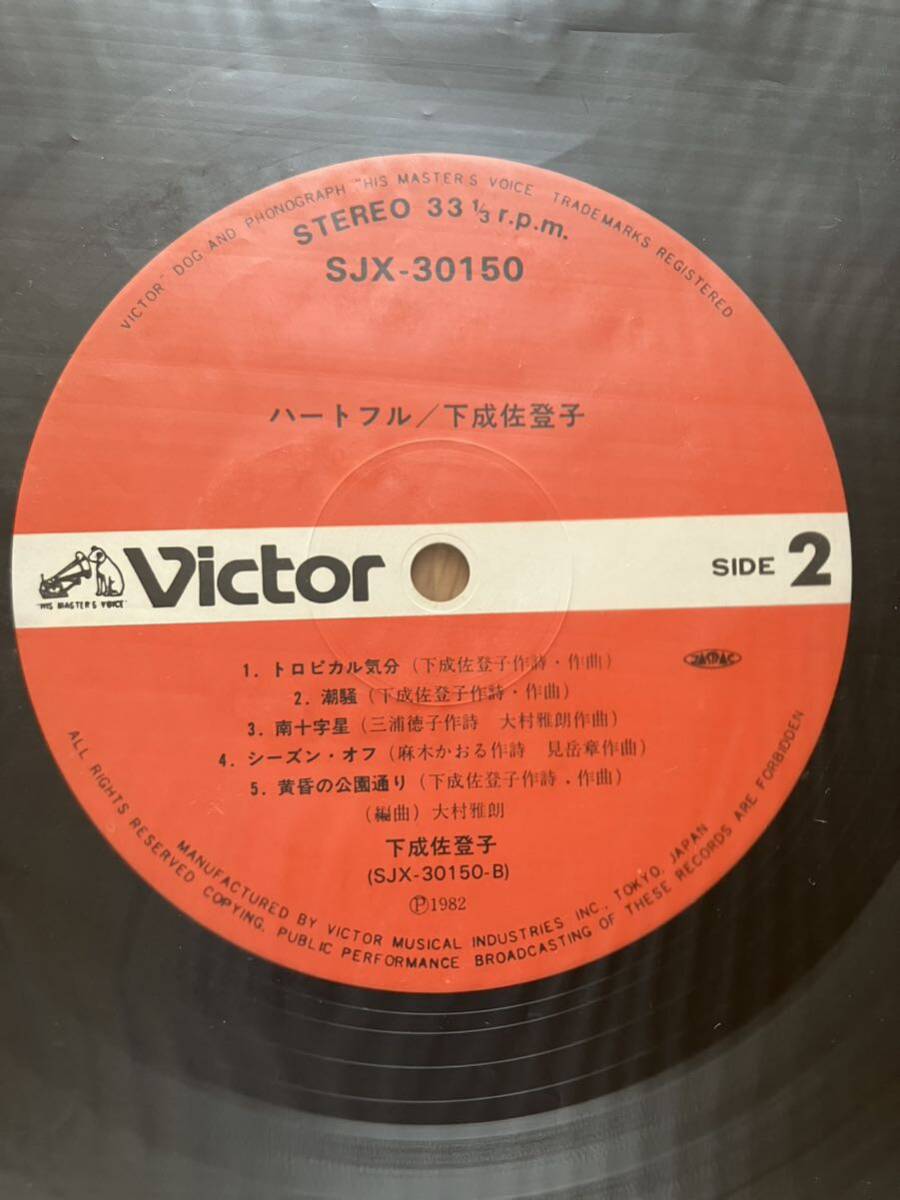 VICTOR" DOG AND PHONOGRAPH "HIS MASTER'S VOICE TRADEMARKS REGISTERED
STEREO 33 1/3 r.p.m.
SJX-30150
ハートフル／下成佐登子
"HIS MASTER'S VOICE"
Victor
SIDE 2
1. トロピカル気分 (下成佐登子作詩・作曲)
JASRAC
2. 潮騒 (下成佐登子作詩・作曲)
3. 南十字星 (三浦徳子作詩 大村雅朗作曲)
4. シーズン・オフ (麻木かおる作詩 見岳章作曲)
5. 黄昏の公園通り (下成佐登子作詩．作曲)
(編曲) 大村雅朗
下成佐登子
(SJX-30150-B)
Ⓟ1982
MANUFACTURED BY VICTOR MUSICAL INDUSTRIES INC., TOKYO, JAPAN
ALL RIGHTS RESERVED COPYING, PUBLIC PERFORMANCE BROADCASTING OF THESE RECORDS ARE FORBIDDEN